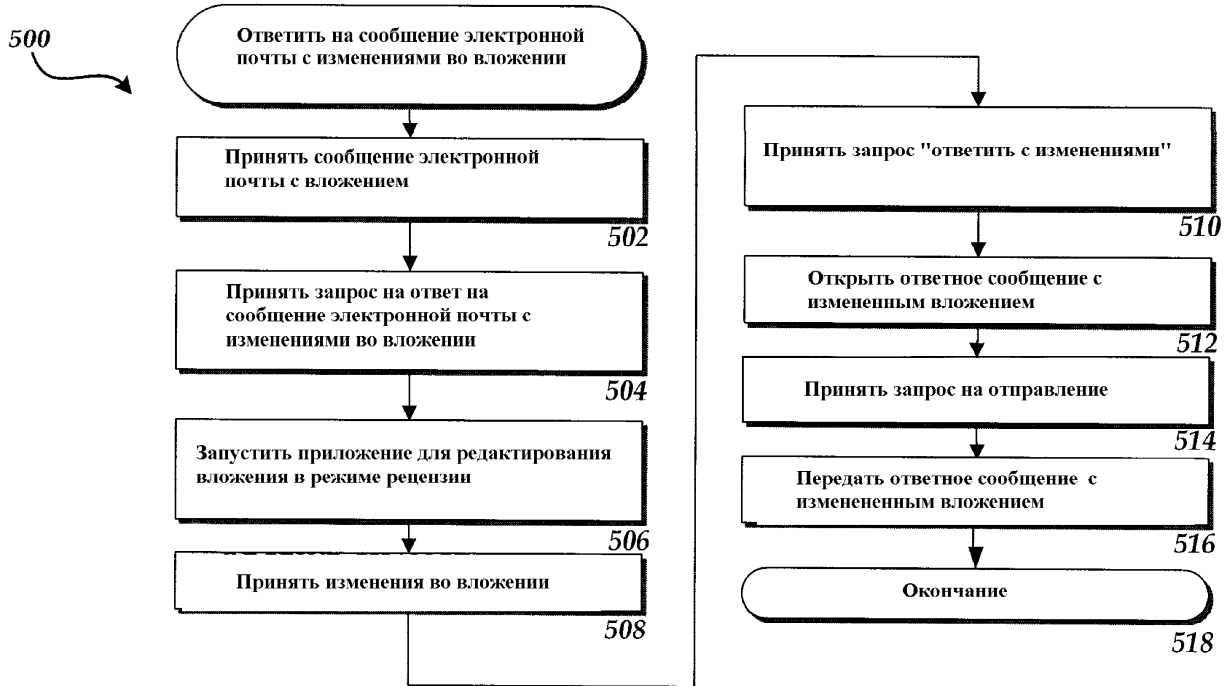 500
Ответить на сообщение электронной
почты с изменениями во вложении
Принять сообщение электронной
почты с вложением
502
Принять запрос на ответ на
сообщение электронной почты с
изменениями во вложении
504
Запустить приложение для редактирования
вложения в режиме рецензии
506
Принять изменения во вложении
508
Принять запрос "ответить с изменениями"
510
Открыть ответное сообщение с
измененным вложением
512
Принять запрос на отправление
514
Передать ответное сообщение с
измененненным вложением
516
Окончание
518